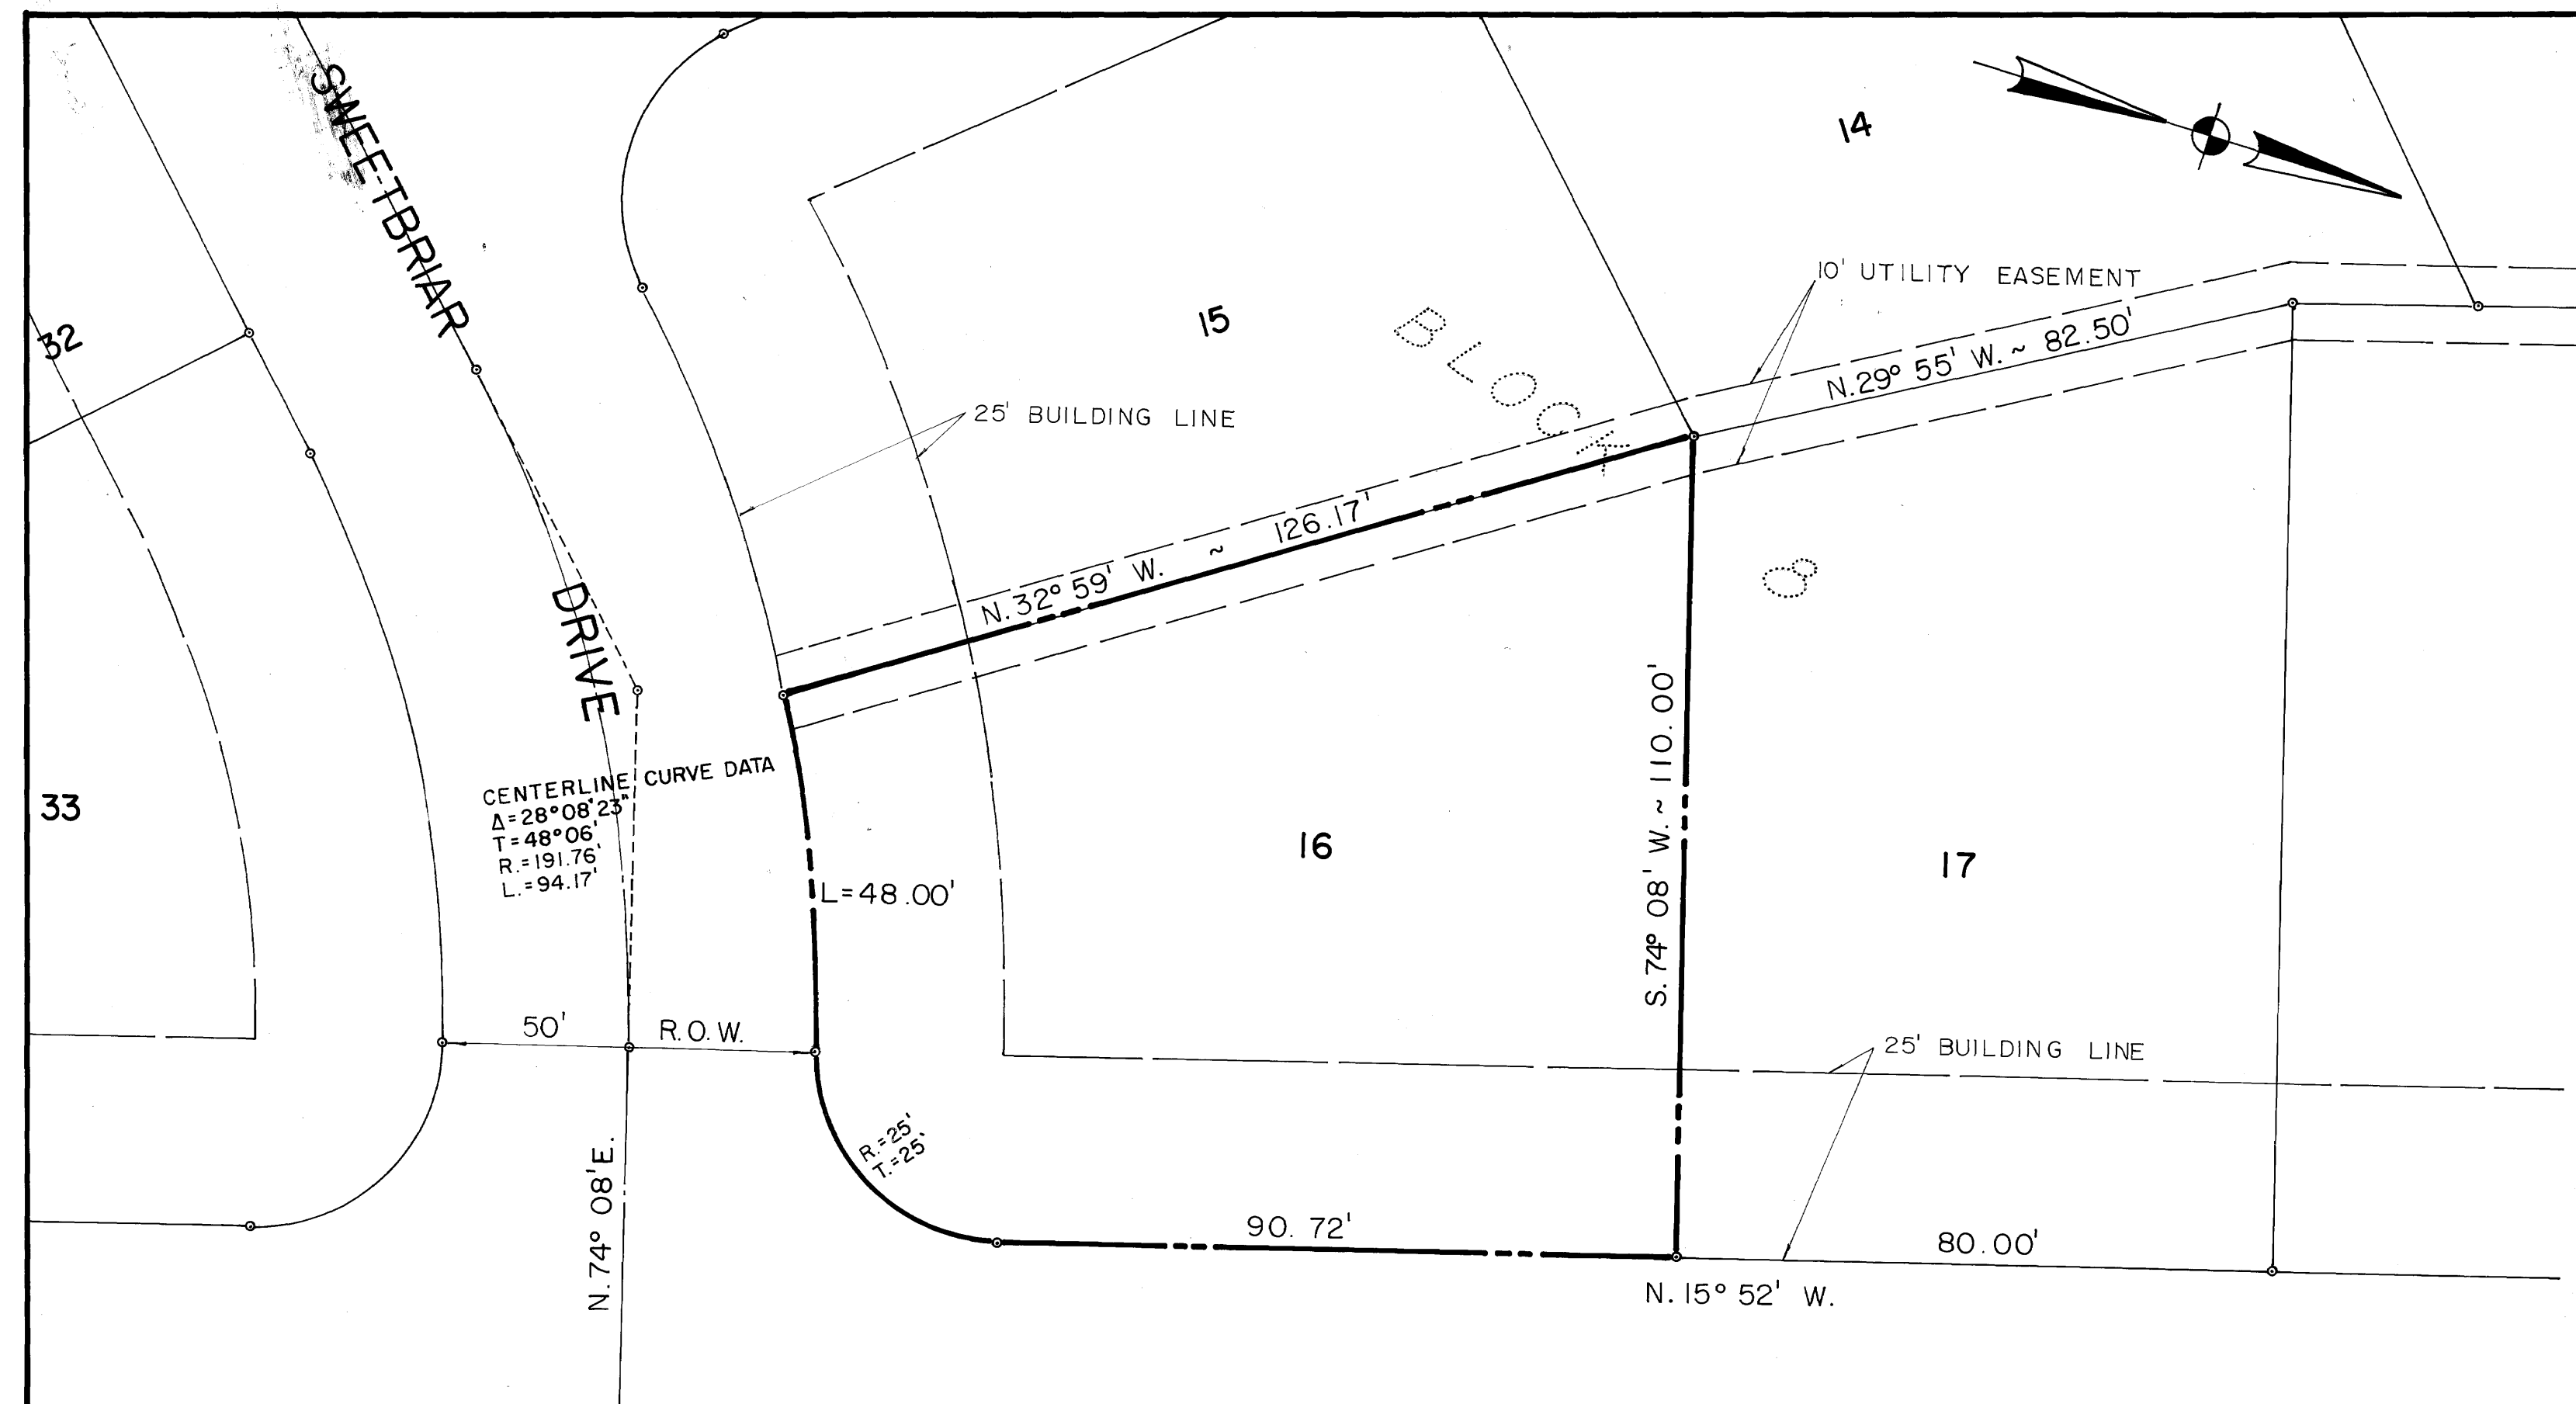 SWEETBRIAR
DRIVE
14
10' UTILITY EASEMENT
32
15
BLOCK
8
N.29° 55' W. ~ 82.50'
25' BUILDING LINE
N. 32° 59' W. ~ 126.17'
CENTERLINE CURVE DATA
Δ=28°08'23"
T=48°06'
R.=191.76'
L.=94.17'
33
16
17
L=48.00'
S. 74° 08' W. ~ 110.00'
50' R.O.W.
25' BUILDING LINE
R.=25'
T.=25'
N. 74° 08' E.
90.72'
80.00'
N. 15° 52' W.